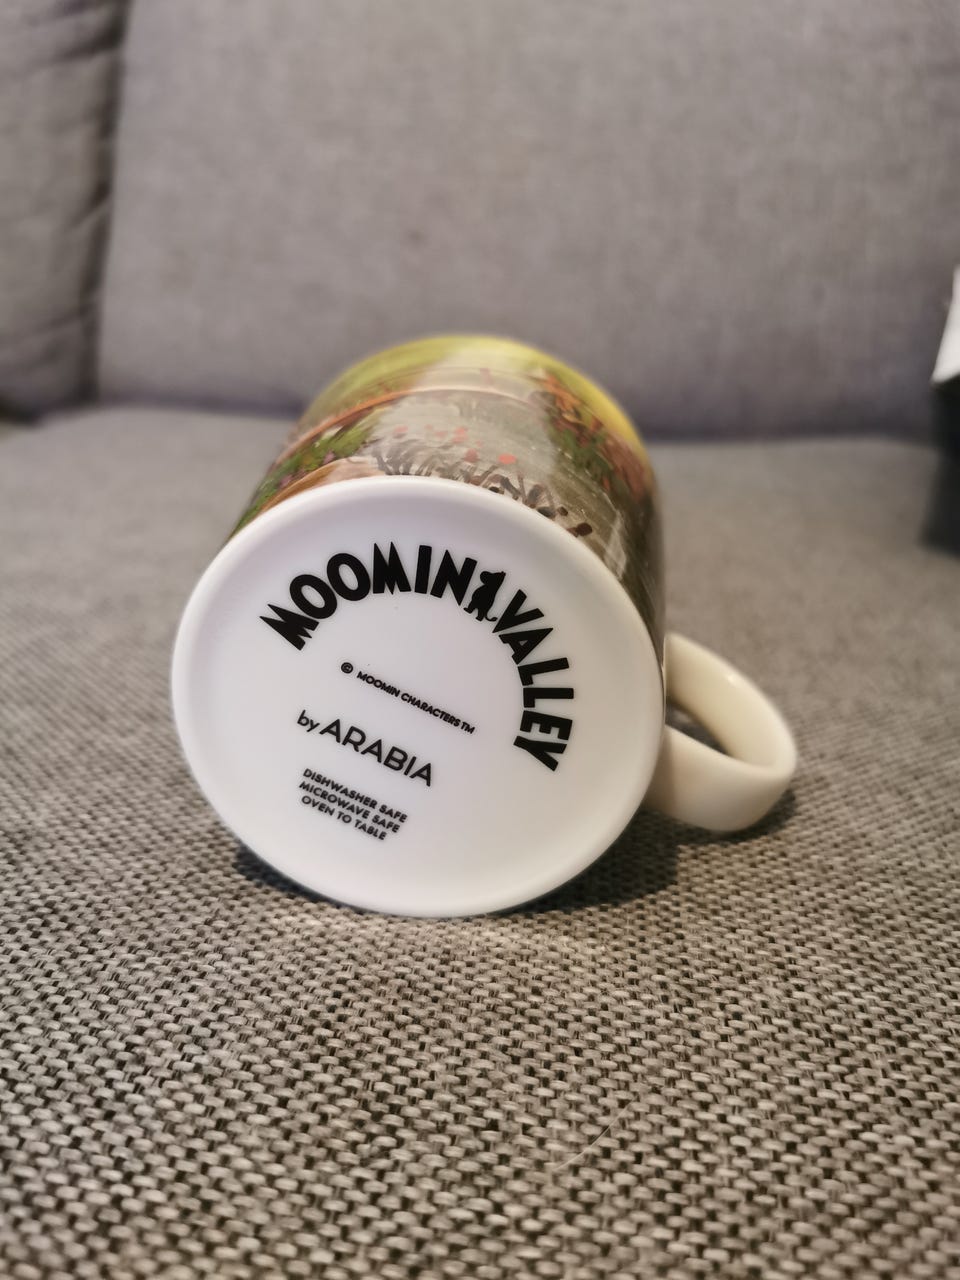 MOOMINVALLEY
© MOOMIN CHARACTERS™
by ARABIA
DISHWASHER SAFE
MICROWAVE SAFE
OVEN TO TABLE